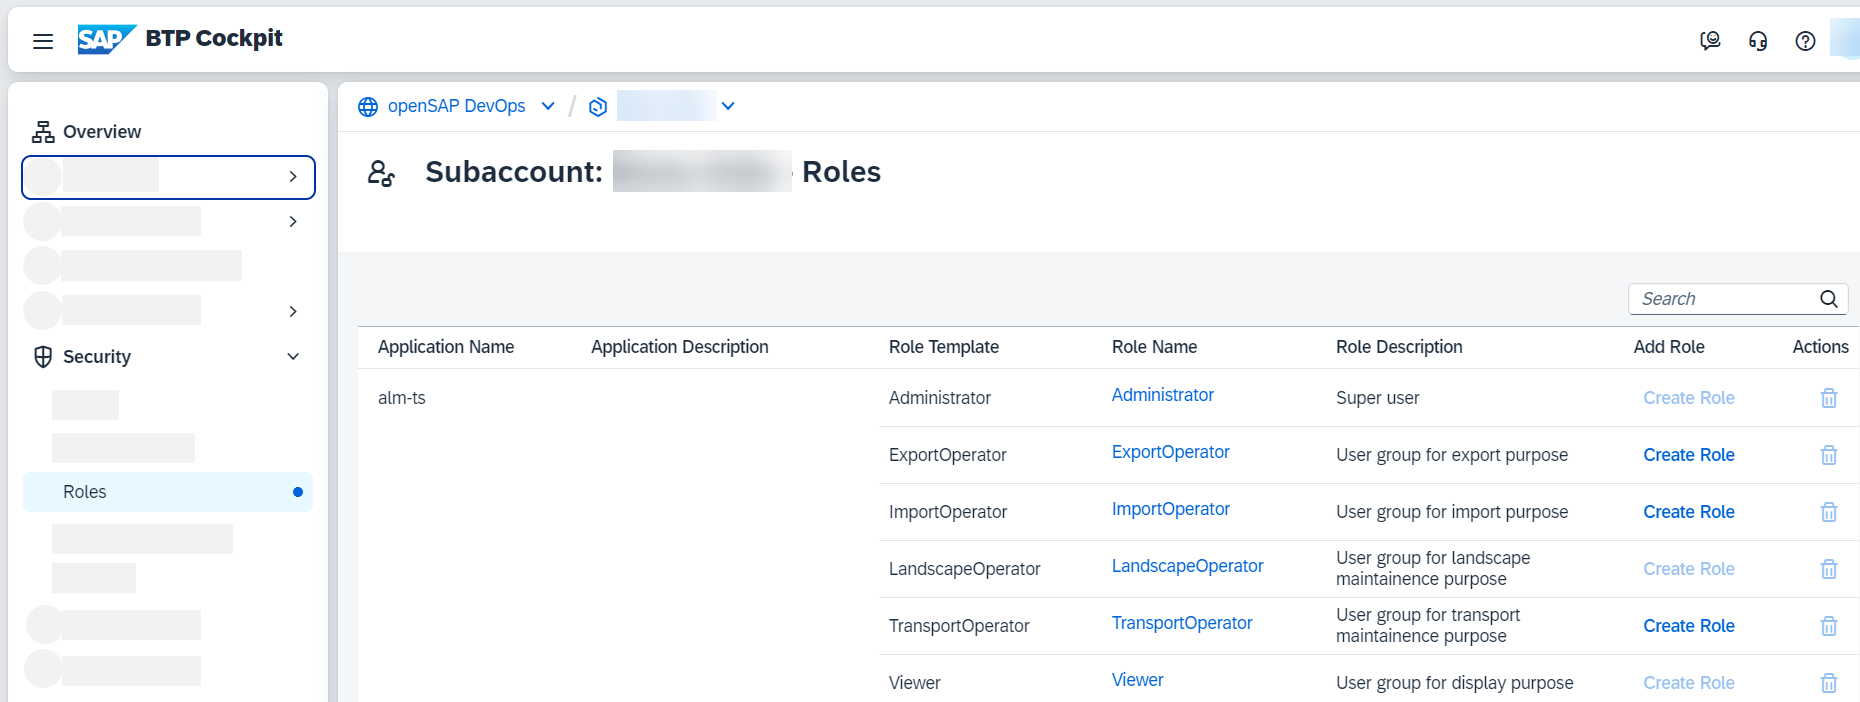 SAP BTP Cockpit
openSAP DevOps /
Overview
Subaccount: - Roles
Search
Security
Roles
Application Name Application Description Role Template Role Name Role Description Add Role Actions
alm-ts Administrator Administrator Super user Create Role
ExportOperator ExportOperator User group for export purpose Create Role
ImportOperator ImportOperator User group for import purpose Create Role
LandscapeOperator LandscapeOperator User group for landscape
maintainence purpose Create Role
TransportOperator TransportOperator User group for transport
maintainence purpose Create Role
Viewer Viewer User group for display purpose Create Role